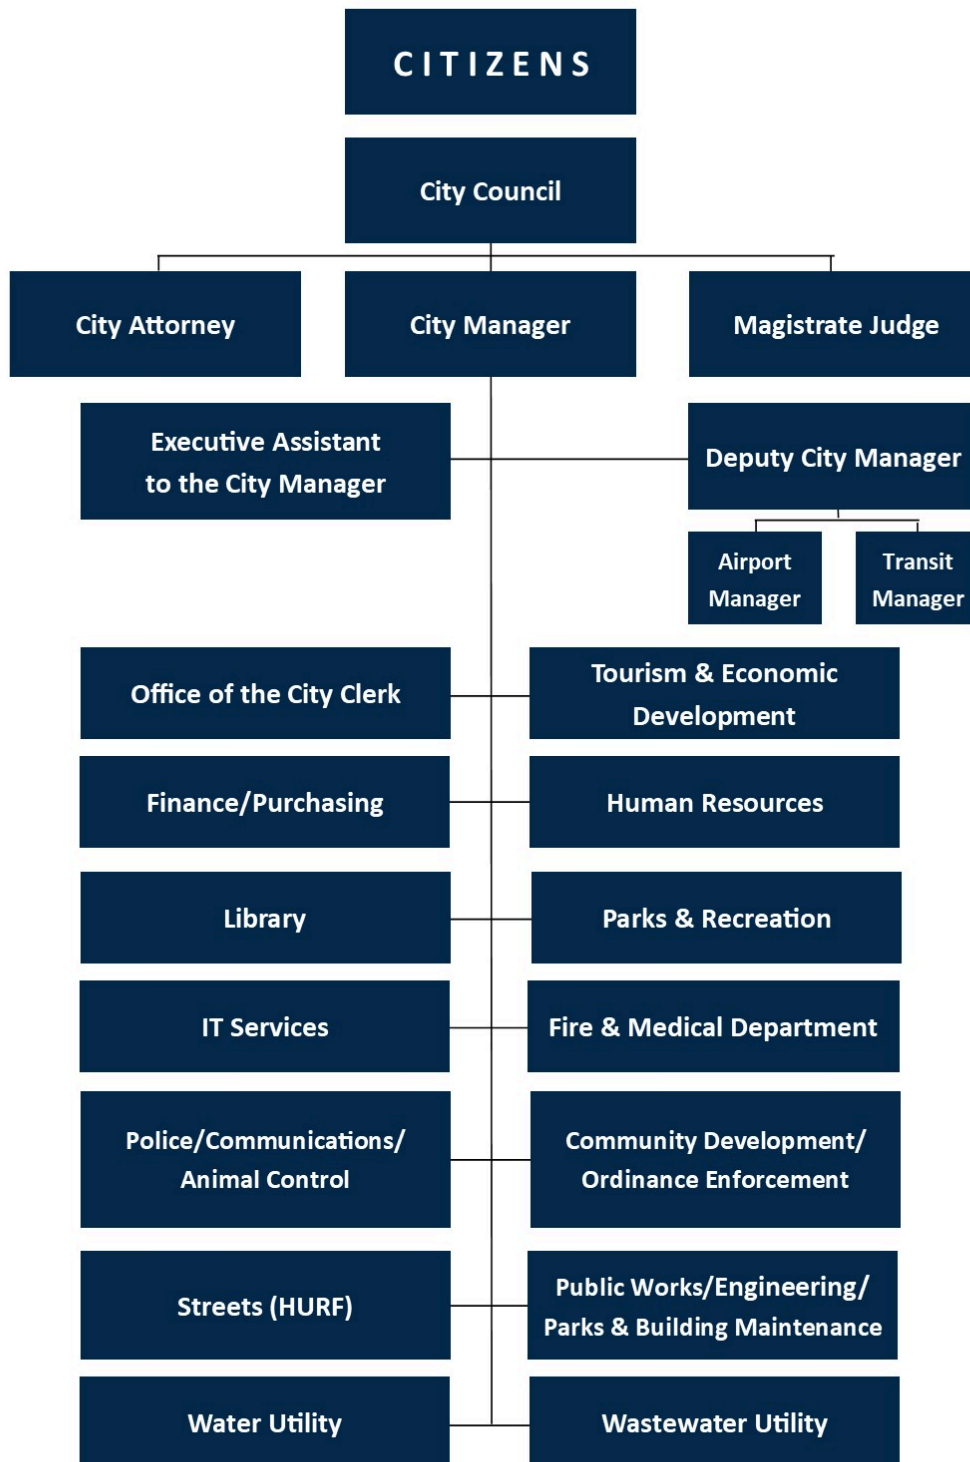 CITIZENS
City Council
City Attorney
City Manager
Magistrate Judge
Executive Assistant
to the City Manager
Deputy City Manager
Airport
Manager
Transit
Manager
Office of the City Clerk
Tourism & Economic
Development
Finance/Purchasing
Human Resources
Library
Parks & Recreation
IT Services
Fire & Medical Department
Police/Communications/
Animal Control
Community Development/
Ordinance Enforcement
Streets (HURF)
Public Works/Engineering/
Parks & Building Maintenance
Water Utility
Wastewater Utility